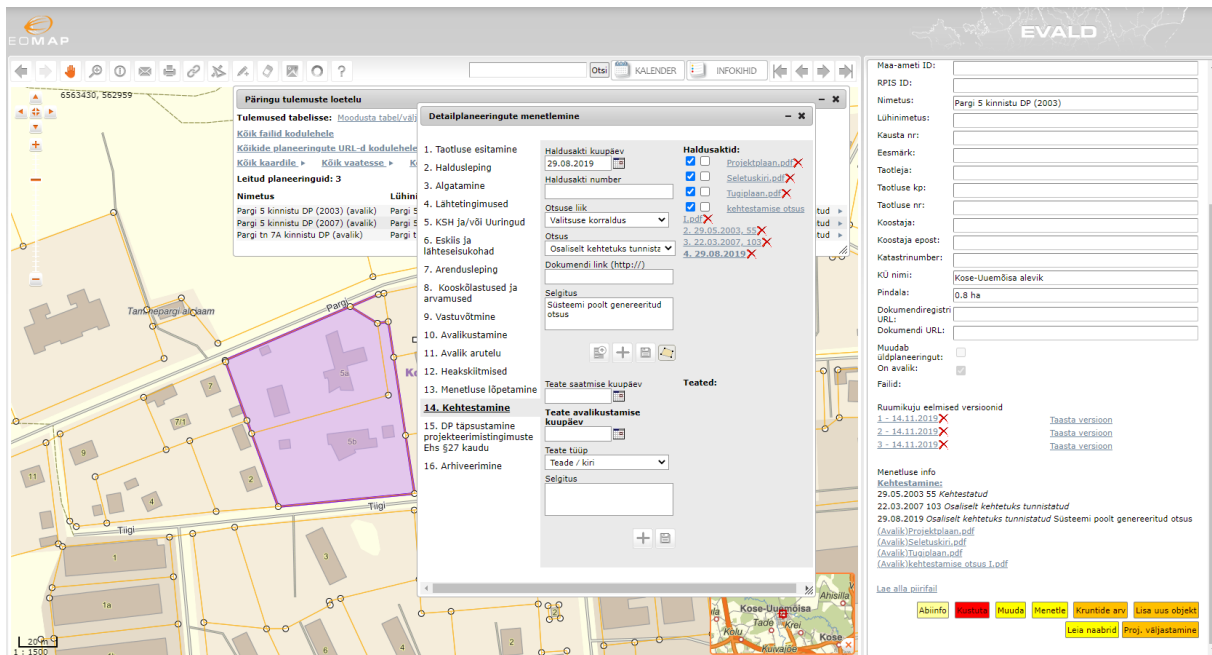 EOMAP
EVALD
Otsi
KALENDER
INFOKIHID
6563430, 562959
Päringu tulemuste loetelu
Tulemused tabelisse: Moodusta tabel/välj
Kõik failid kodulehele
Kõikide planeeringute URL-d kodulehele
Kõik kaardile
Kõik vaatesse
Leitud planeeringuid: 3
Nimetus
Lühini
Pargi 5 kinnistu DP (2003) (avalik)
Pargi 5
tud
Pargi 5 kinnistu DP (2007) (avalik)
Pargi 5
tud
Pargi tn 7A kinnistu DP (avalik)
Pargi t
tud
Detailplaneeringute menetlemine
1. Taotluse esitamine
2. Haldusleping
3. Algatamine
4. Lähtetingimused
5. KSH ja/või Uuringud
6. Eskiis ja
lähteseisukohad
7. Arendusleping
8. Kooskõlastused ja
arvamused
9. Vastuvõtmine
10. Avalikustamine
11. Avalik arutelu
12. Heakskiitmised
13. Menetluse lõpetamine
14. Kehtestamine
15. DP täpsustamine
projekteerimistingimuste
Ehs §27 kaudu
16. Arhiveerimine
Haldusakti kuupäev
29.08.2019
Haldusakti number
Otsuse liik
Valitsuse korraldus
Otsus
Osaliselt kehtetuks tunnista
Dokumendi link (http://)
Selgitus
Süsteemi poolt genereeritud
otsus
Teate saatmise kuupäev
Teate avalikustamise
kuupäev
Teate tüüp
Teade / kiri
Selgitus
Haldusaktid:
Projektplaan.pdf
Seletuskiri.pdf
Tugiplaan.pdf
kehtestamise otsus
I.pdf
2. 29.05.2003, 55
3. 22.03.2007, 103
4. 29.08.2019
Teated:
Tammepargi alajaam
Pargi
5a
5b
7
7/1
9
11
4
2
Tiigi
Tiigi
1
1a
3
4
6
2
20 m
1 : 1500
Kose-Uuemõisa
Ahisilla
Tade
Krei
Kolu
Kose
Kuivajõe
Maa-ameti ID:
RPIS ID:
Nimetus:
Pargi 5 kinnistu DP (2003)
Lühinimetus:
Kausta nr:
Eesmärk:
Taotleja:
Taotluse kp:
Taotluse nr:
Koostaja:
Koostaja epost:
Katastrinumber:
KÜ nimi:
Kose-Uuemõisa alevik
Pindala:
0.8 ha
Dokumendiregistri
URL:
Dokumendi URL:
Muudab
üldplaneeringut:
On avalik:
Failid:
Ruumikuju eelmised versioonid
1 - 14.11.2019
Taasta versioon
2 - 14.11.2019
Taasta versioon
3 - 14.11.2019
Taasta versioon
Menetluse info
Kehtestamine:
29.05.2003 55 Kehtestatud
22.03.2007 103 Osaliselt kehtetuks tunnistatud
29.08.2019 Osaliselt kehtetuks tunnistatud Süsteemi poolt genereeritud otsus
(Avalik)Projektplaan.pdf
(Avalik)Seletuskiri.pdf
(Avalik)Tugiplaan.pdf
(Avalik)kehtestamise otsus I.pdf
Lae alla piirifail
Abiinfo
Kustuta
Muuda
Menetle
Kruntide arv
Lisa uus objekt
Leia naabrid
Proj. väljastamine